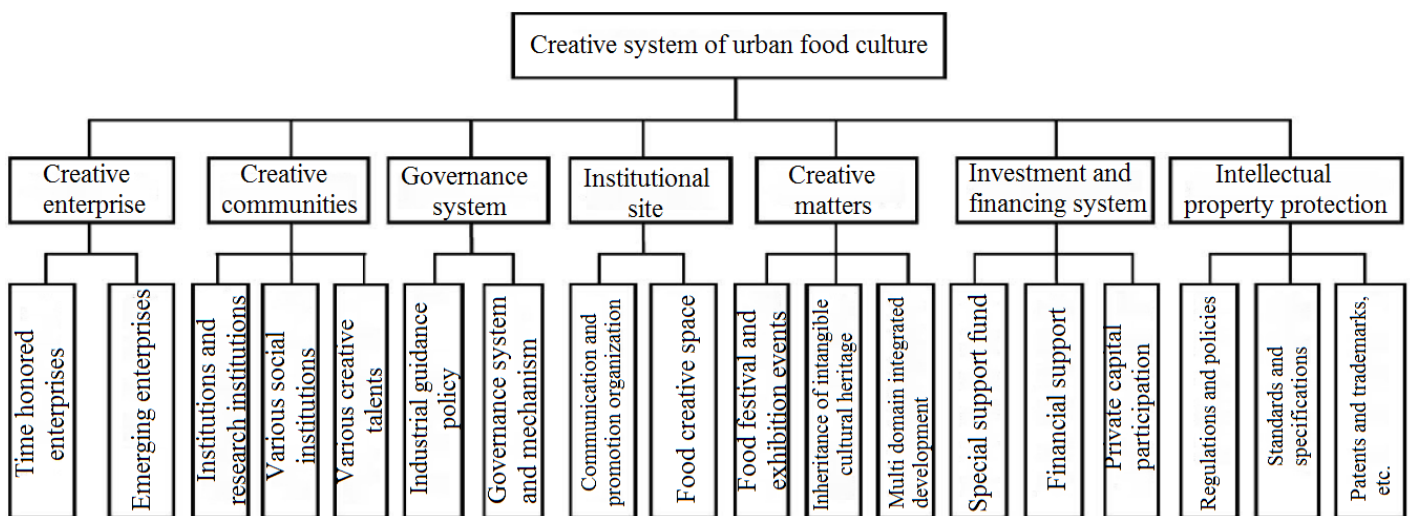 Creative system of urban food culture
Creative
enterprise
Creative
communities
Governance
system
Institutional
site
Creative
matters
Investment and
financing system
Intellectual
property protection
Time honored
enterprises
Emerging enterprises
Institutions and
research institutions
Various social
institutions
Various creative
talents
Industrial guidance
policy
Governance system
and mechanism
Communication and
promotion organization
Food creative space
Food festival and
exhibition events
Inheritance of intangible
cultural heritage
Multi domain integrated
development
Special support fund
Financial support
Private capital
participation
Regulations and policies
Standards and
specifications
Patents and trademarks,
etc.